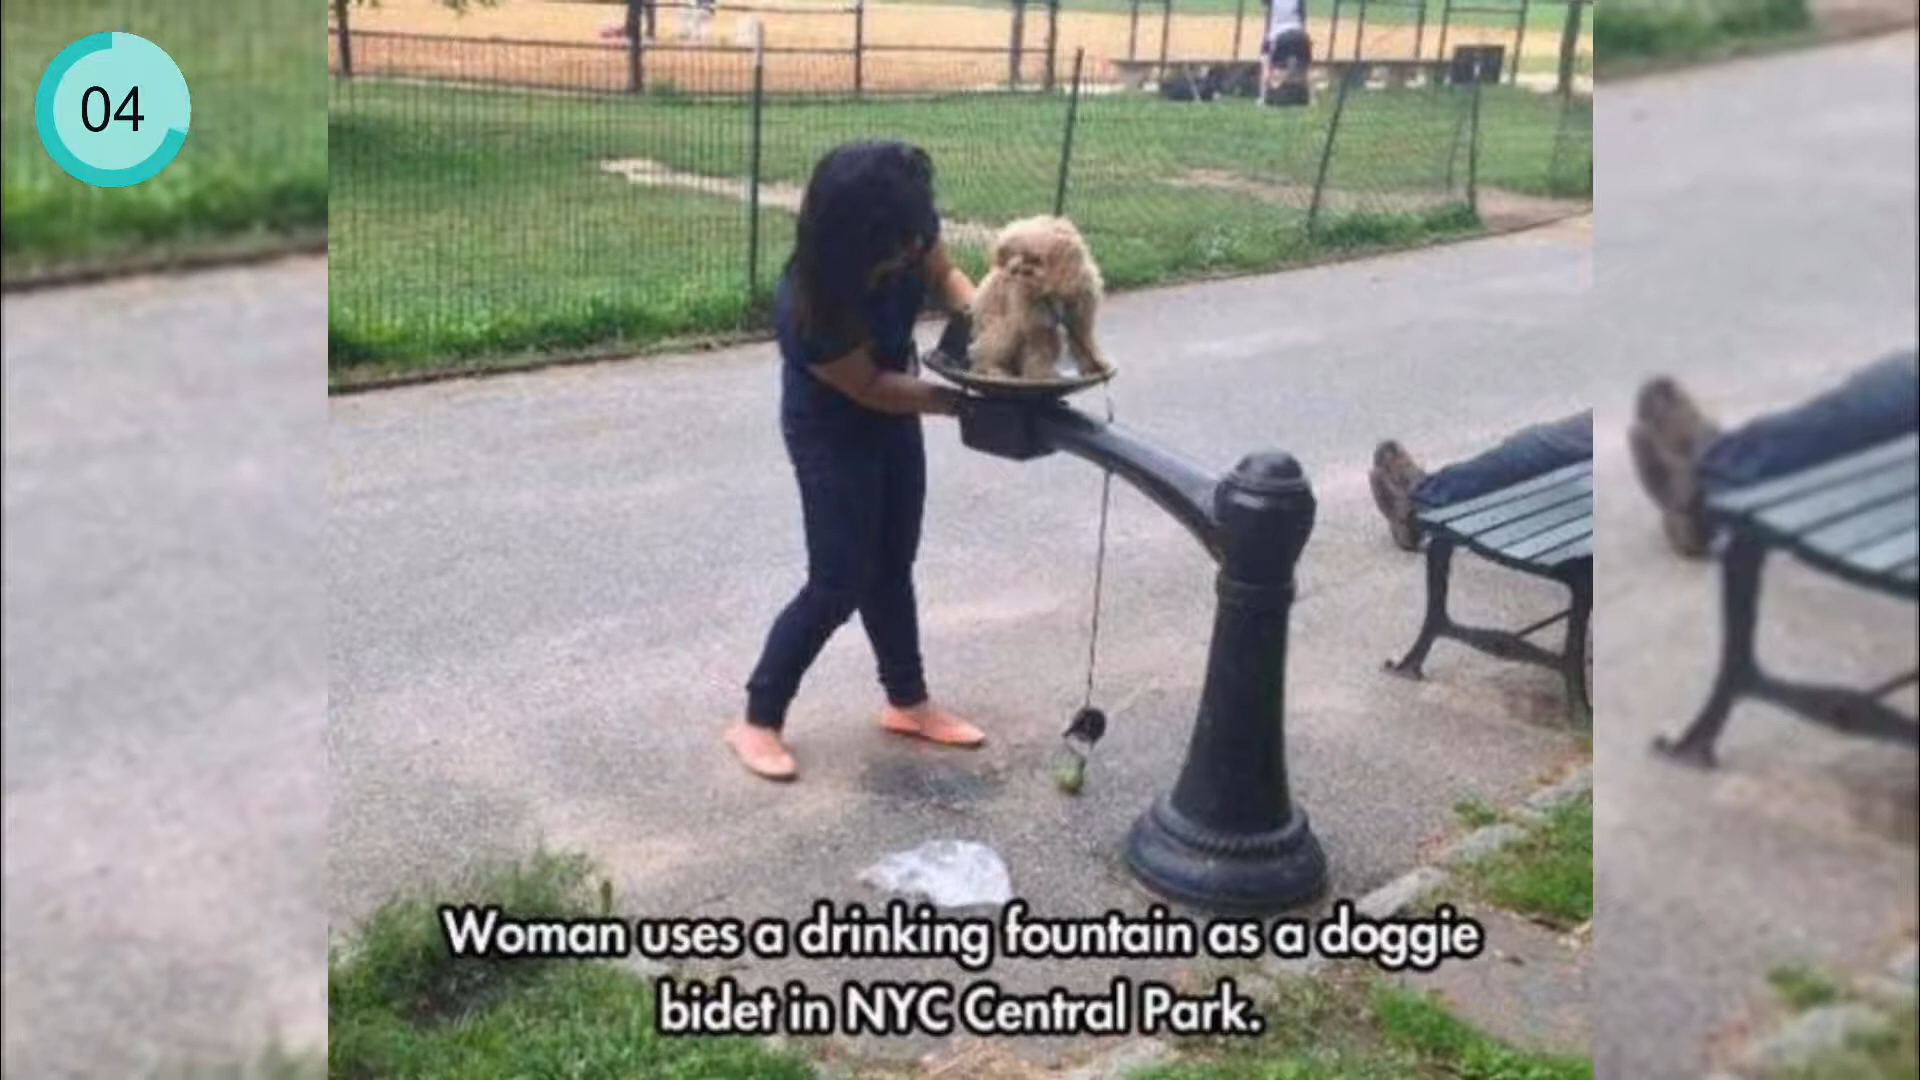 04
Woman uses a drinking fountain as a doggie
bidet in NYC Central Park.